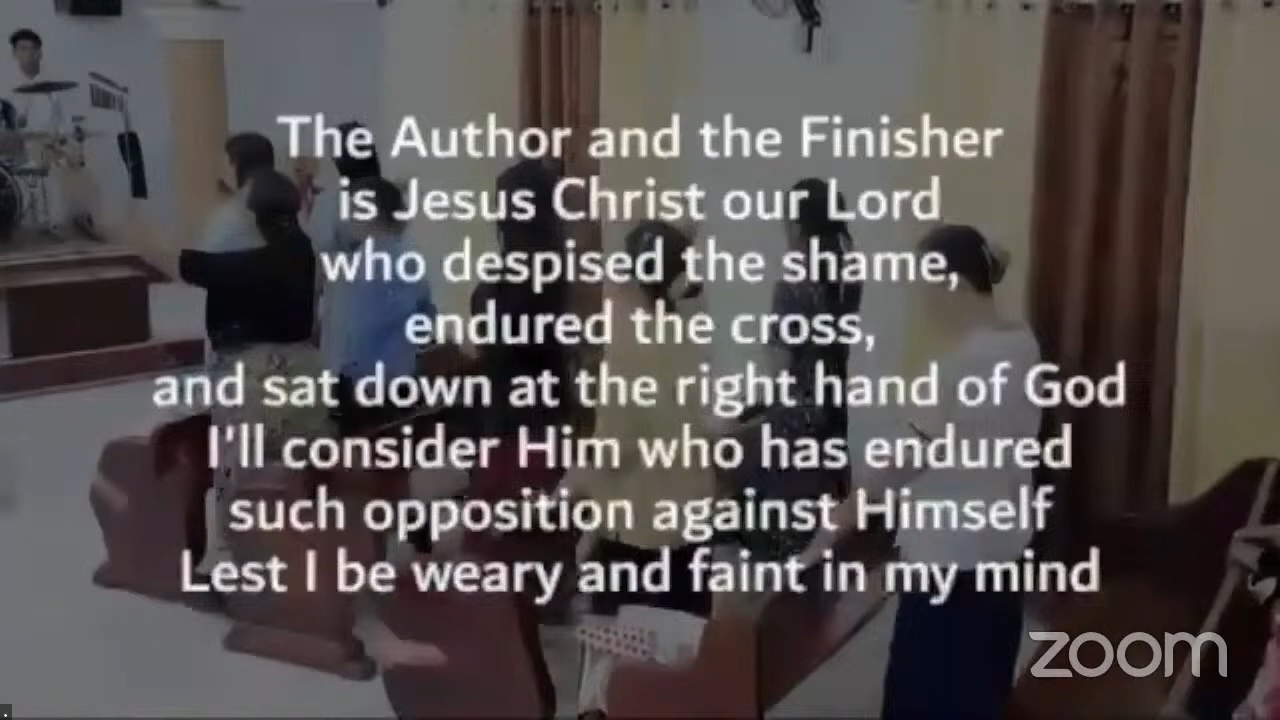 The Author and the Finisher
is Jesus Christ our Lord
who despised the shame,
endured the cross,
and sat down at the right hand of God
I'll consider Him who has endured
such opposition against Himself
Lest I be weary and faint in my mind
zoom